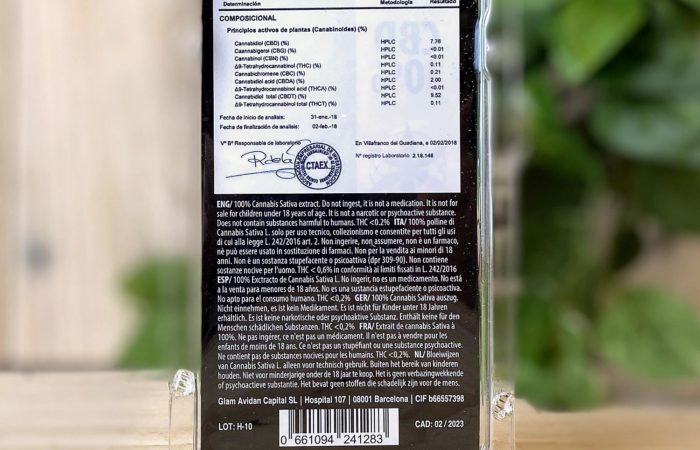 Determinación Metodología Resultado
COMPOSICIONAL
Principios activos de plantas (Canabinoides) (%)
Cannabidiol (CBD) (%) HPLC 7.76
Caannabigerol (CBG) (%) HPLC <0.01
Cannabinol (CBN) (%) HPLC <0.01
Δ9-Tetrahydrocannabinol (THC) (%) HPLC 0.11
Cannabichromene (CBC) (%) HPLC 0.21
Cannabidiol acid (CBDA) (%) HPLC 2.00
Δ9-Tetrahydrocannabinol acid (THCA) (%) HPLC <0.01
Cannabidiol total (CBDT) (%) HPLC 9.52
Δ9-Tetrahydrocannabinol total (THCT) (%) HPLC 0.11
Fecha de inicio de analisis: 31-ene.-18
Fecha de finalización de analisis: 02-feb.-18
Vº Bº Responsable de laboratorio En Villafranco del Guadiana, a 02/02/2018
Nº registro Laboratorio 2.18.146
CTAEX
ENG/ 100% Cannabis Sativa extract. Do not ingest, it is not a medication. It is not for
sale for children under 18 years of age. It is not a narcotic or psychoactive substance.
Does not contain substances harmful to humans. THC <0.2% ITA/ 100% polline di
Cannabis Sativa L. solo per uso tecnico, collezionismo e consentite per tutti gli usi
di cui alla legge L. 242/2016 art. 2. Non ingerire, non assumere, non è un farmaco,
nè può essere usato in sostituzione di farmaci. Non per la vendita ai minori di 18
anni. Non è un sostanza stupefacente o psicoattiva (dpr 309-90). Non contiene
sostanze nocive per l'uomo. THC < 0,6% in conformità ai limiti fissati in L. 242/2016
ESP/ 100% Exctracto de Cannabis Sativa L. No ingerir, no es un medicamento. No está
a la venta para menores de 18 años. No es una sustancia estupefaciente o psicoactiva.
No apto para el consumo humano. THC <0,2% GER/ 100% Cannabis Sativa auszug.
Nicht einnehmen, es ist kein Medikament. Es ist nicht für Kinder unter 18 Jahren
erhältlich. Es ist keine narkotische oder psychoaktive Substanz. Enthält keine für den
Menschen schädlichen Substanzen. THC <0,2% FRA/ Extrait de cannabis sativa à
100%. Ne pas ingérer, ce n'est pas un médicament. Il n'est pas à vendre pour les
enfants de moins de 18 ans. Ce n'est pas un stupéfiant ou une substance psychoactive.
Ne contient pas de substances nocives pour les humains. THC <0,2%. NL/ Bloeiwijzen
van Cannabis Sativa L. alleen voor technisch gebruik. Buiten het bereik van kinderen
houden. Niet voor minderjarige onder de 18 jaar te koop. Het is geen verbazingwekkende
of psychoactieve substantie. Het bevat geen stoffen die schadelijk zijn voor de mens.
Glam Avidan Capital SL | Hospital 107 | 08001 Barcelona | CIF b66557398
LOT: H-10 CAD: 02 / 2023
0 661094 241283